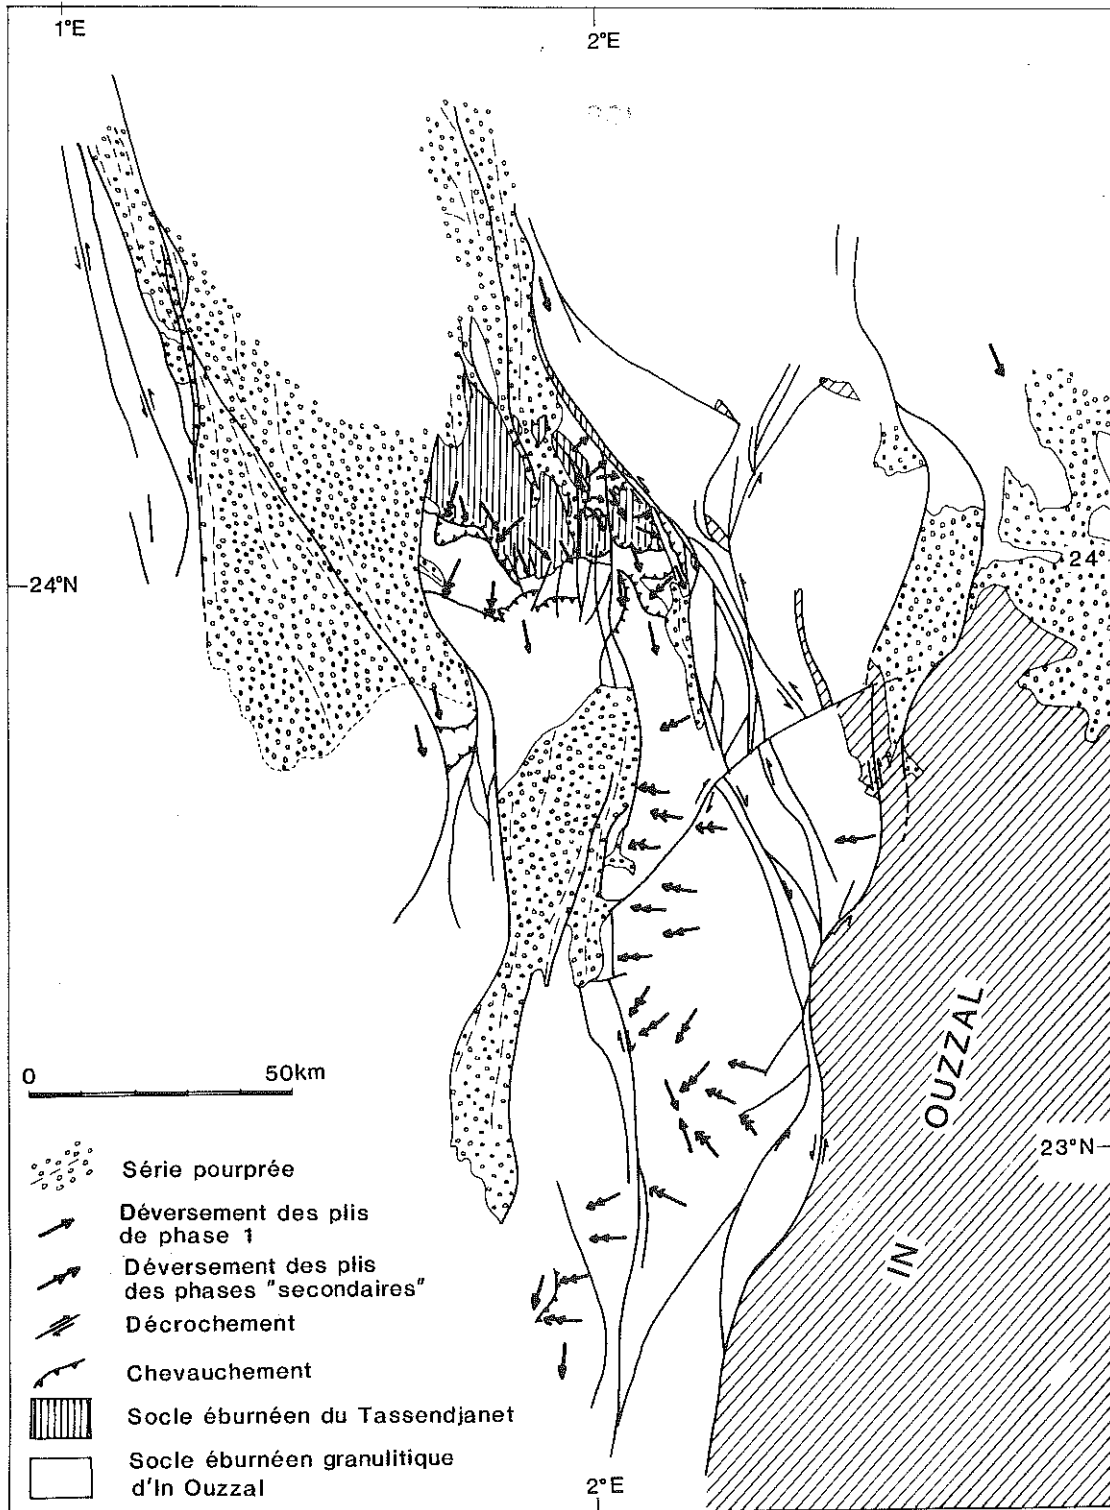 1°E
2°E
24°
24°N
OUZZAL
IN
0 50km
23°N
Série pourprée
Déversement des plis
de phase 1
Déversement des plis
des phases "secondaires"
Décrochement
Chevauchement
Socle éburnéen du Tassendjanet
Socle éburnéen granulitique
d'In Ouzzal
2°E